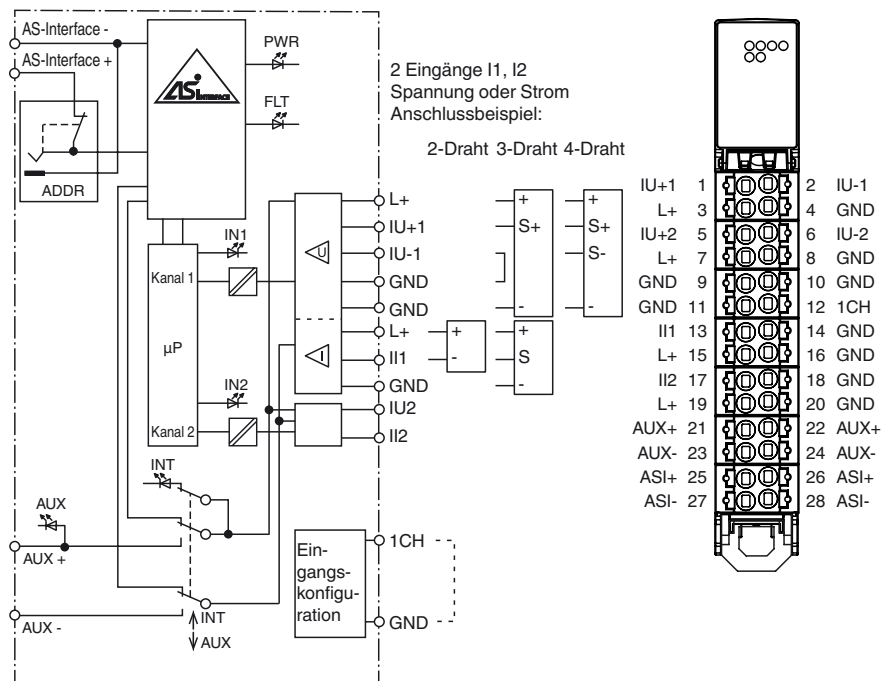 AS-Interface -
AS-Interface +
ADDR
ASi INTERFACE
PWR
FLT
2 Eingänge I1, I2
Spannung oder Strom
Anschlussbeispiel:
2-Draht 3-Draht 4-Draht
IN1
Kanal 1
µP
IN2
Kanal 2
U
I
L+
IU+1
IU-1
GND
GND
L+
II1
GND
IU2
II2
+
S+
-
+
S+
S-
-
+
-
+
S
-
INT
AUX
AUX +
AUX -
INT
AUX
Ein-
gangs-
konfigu-
ration
1CH
GND
IU+1 1 2 IU-1
L+ 3 4 GND
IU+2 5 6 IU-2
L+ 7 8 GND
GND 9 10 GND
GND 11 12 1CH
II1 13 14 GND
L+ 15 16 GND
II2 17 18 GND
L+ 19 20 GND
AUX+ 21 22 AUX+
AUX- 23 24 AUX-
ASI+ 25 26 ASI+
ASI- 27 28 ASI-